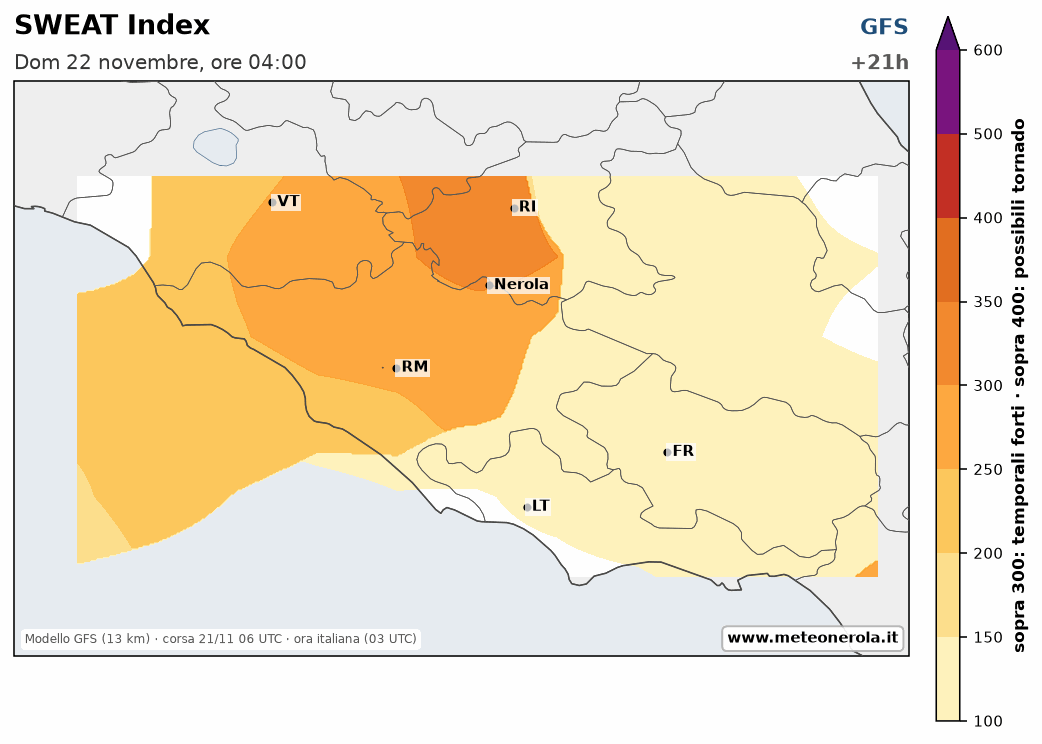 SWEAT Index
GFS
Dom 22 novembre, ore 04:00
+21h
VT
RI
Nerola
RM
FR
LT
Modello GFS (13 km) · corsa 21/11 06 UTC · ora italiana (03 UTC)
www.meteonerola.it
600
500
400
350
300
250
200
150
100
sopra 300: temporali forti · sopra 400: possibili tornado